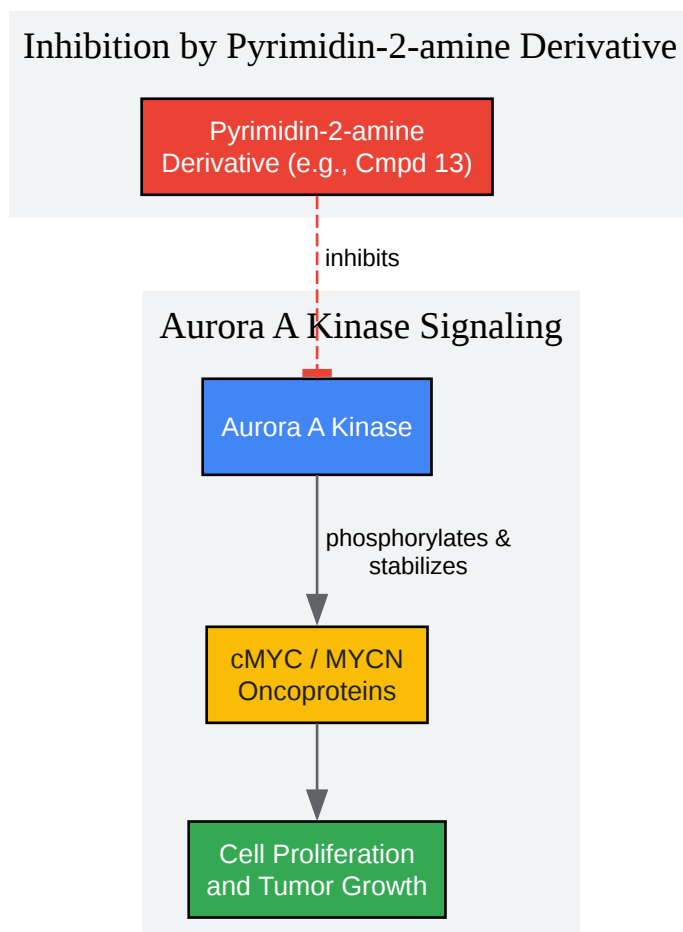 Inhibition by Pyrimidin-2-amine Derivative
Pyrimidin-2-amine
Derivative (e.g., Cmpd 13)
inhibits
Aurora A Kinase Signaling
Aurora A Kinase
phosphorylates &
stabilizes
cMYC / MYCN
Oncoproteins
Cell Proliferation
and Tumor Growth